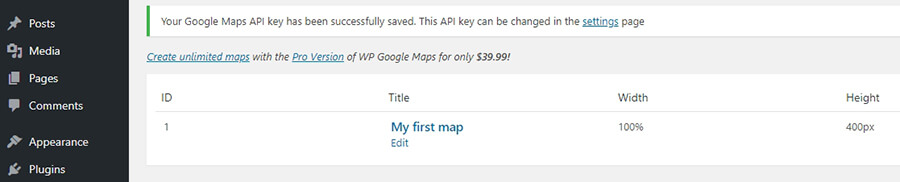 Posts
Media
Pages
Comments
Appearance
Plugins
Your Google Maps API key has been successfully saved. This API key can be changed in the settings page
Create unlimited maps with the Pro Version of WP Google Maps for only $39.99!
ID Title Width Height
1 My first map 100% 400px
Edit